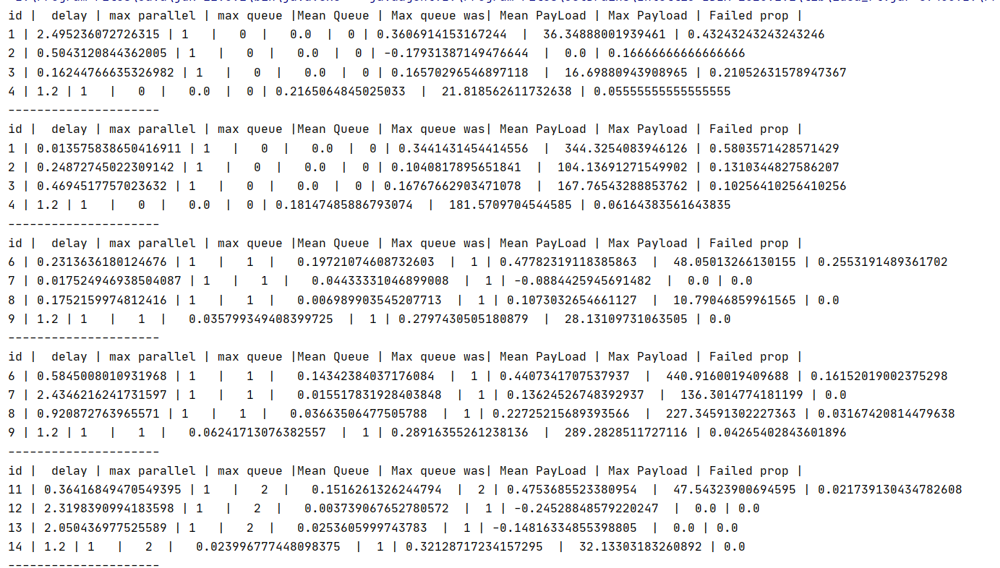 id |  delay | max parallel | max queue |Mean Queue | Max queue was| Mean PayLoad | Max Payload | Failed prop |
1 | 2.495236072726315 | 1   |   0   |   0.0  |  0 | 0.3606914153167244  |  36.34888001939461 | 0.43243243243243246
2 | 0.5043120844362005 | 1   |   0   |   0.0  |  0 | -0.17931387149476644  |  0.0 | 0.16666666666666666
3 | 0.16244766635326982 | 1   |   0   |   0.0  |  0 | 0.16570296546897118  |  16.69880943908965 | 0.21052631578947367
4 | 1.2 | 1   |   0  |   0.0  |  0 | 0.2165064845025033  |  21.818562611732638 | 0.05555555555555555
---------------------
id |  delay | max parallel | max queue |Mean Queue | Max queue was| Mean PayLoad | Max Payload | Failed prop |
1 | 0.013575838650416911 | 1   |   0  |   0.0  |  0 | 0.3441431454414556  |  344.3254083946126 | 0.5803571428571429
2 | 0.24872745022309142 | 1   |   0  |   0.0  |  0 | 0.1040817895651841  |  104.13691271549902 | 0.1310344827586207
3 | 0.4694517757023632 | 1   |   0  |   0.0  |  0 | 0.16767662903471078  |  167.76543288853762 | 0.10256410256410256
4 | 1.2 | 1   |   0  |   0.0  |  0 | 0.18147485886793074  |  181.5709704544585 | 0.06164383561643835
---------------------
id |  delay | max parallel | max queue |Mean Queue | Max queue was| Mean PayLoad | Max Payload | Failed prop |
6 | 0.2313636180124676 | 1   |   1  |   0.19721074608732603  |  1 | 0.47782319118385863  |  48.05013266130155 | 0.2553191489361702
7 | 0.017524946938504087 | 1   |   1  |   0.04433331046899008  |  1 | -0.0884425945691482  |  0.0 | 0.0
8 | 0.1752159974812416 | 1   |   1  |   0.006989903545207713  |  1 | 0.1073032654661127  |  10.79046859961565 | 0.0
9 | 1.2 | 1   |   1  |   0.035799349408399725  |  1 | 0.2797430505180879  |  28.13109731063505 | 0.0
---------------------
id |  delay | max parallel | max queue |Mean Queue | Max queue was| Mean PayLoad | Max Payload | Failed prop |
6 | 0.5845008010931968 | 1   |   1  |   0.14342384037176084  |  1 | 0.4407341707537937  |  440.9160019409688 | 0.16152019002375298
7 | 2.4346216241731597 | 1   |   1  |   0.015517831928403848  |  1 | 0.13624526748392937  |  136.3014774181199 | 0.0
8 | 0.920872763965571 | 1   |   1  |   0.03663506477505788  |  1 | 0.22725215689393566  |  227.34591302227363 | 0.03167420814479638
9 | 1.2 | 1   |   1  |   0.06241713076382557  |  1 | 0.28916355261238136  |  289.2828511727116 | 0.04265402843601896
---------------------
id |  delay | max parallel | max queue |Mean Queue | Max queue was| Mean PayLoad | Max Payload | Failed prop |
11 | 0.36416849470549395 | 1   |   2  |   0.1516261326244794  |  2 | 0.4753685523380954  |  47.54323900694595 | 0.021739130434782608
12 | 2.3198390994183598 | 1   |   2  |   0.003739067652780572  |  1 | -0.24528848579220247  |  0.0 | 0.0
13 | 2.050436977525589 | 1   |   2  |   0.0253605999743783  |  1 | -0.14816334855398805  |  0.0 | 0.0
14 | 1.2 | 1   |   2  |   0.023996777448098375  |  1 | 0.32128717234157295  |  32.13303183260892 | 0.0
---------------------